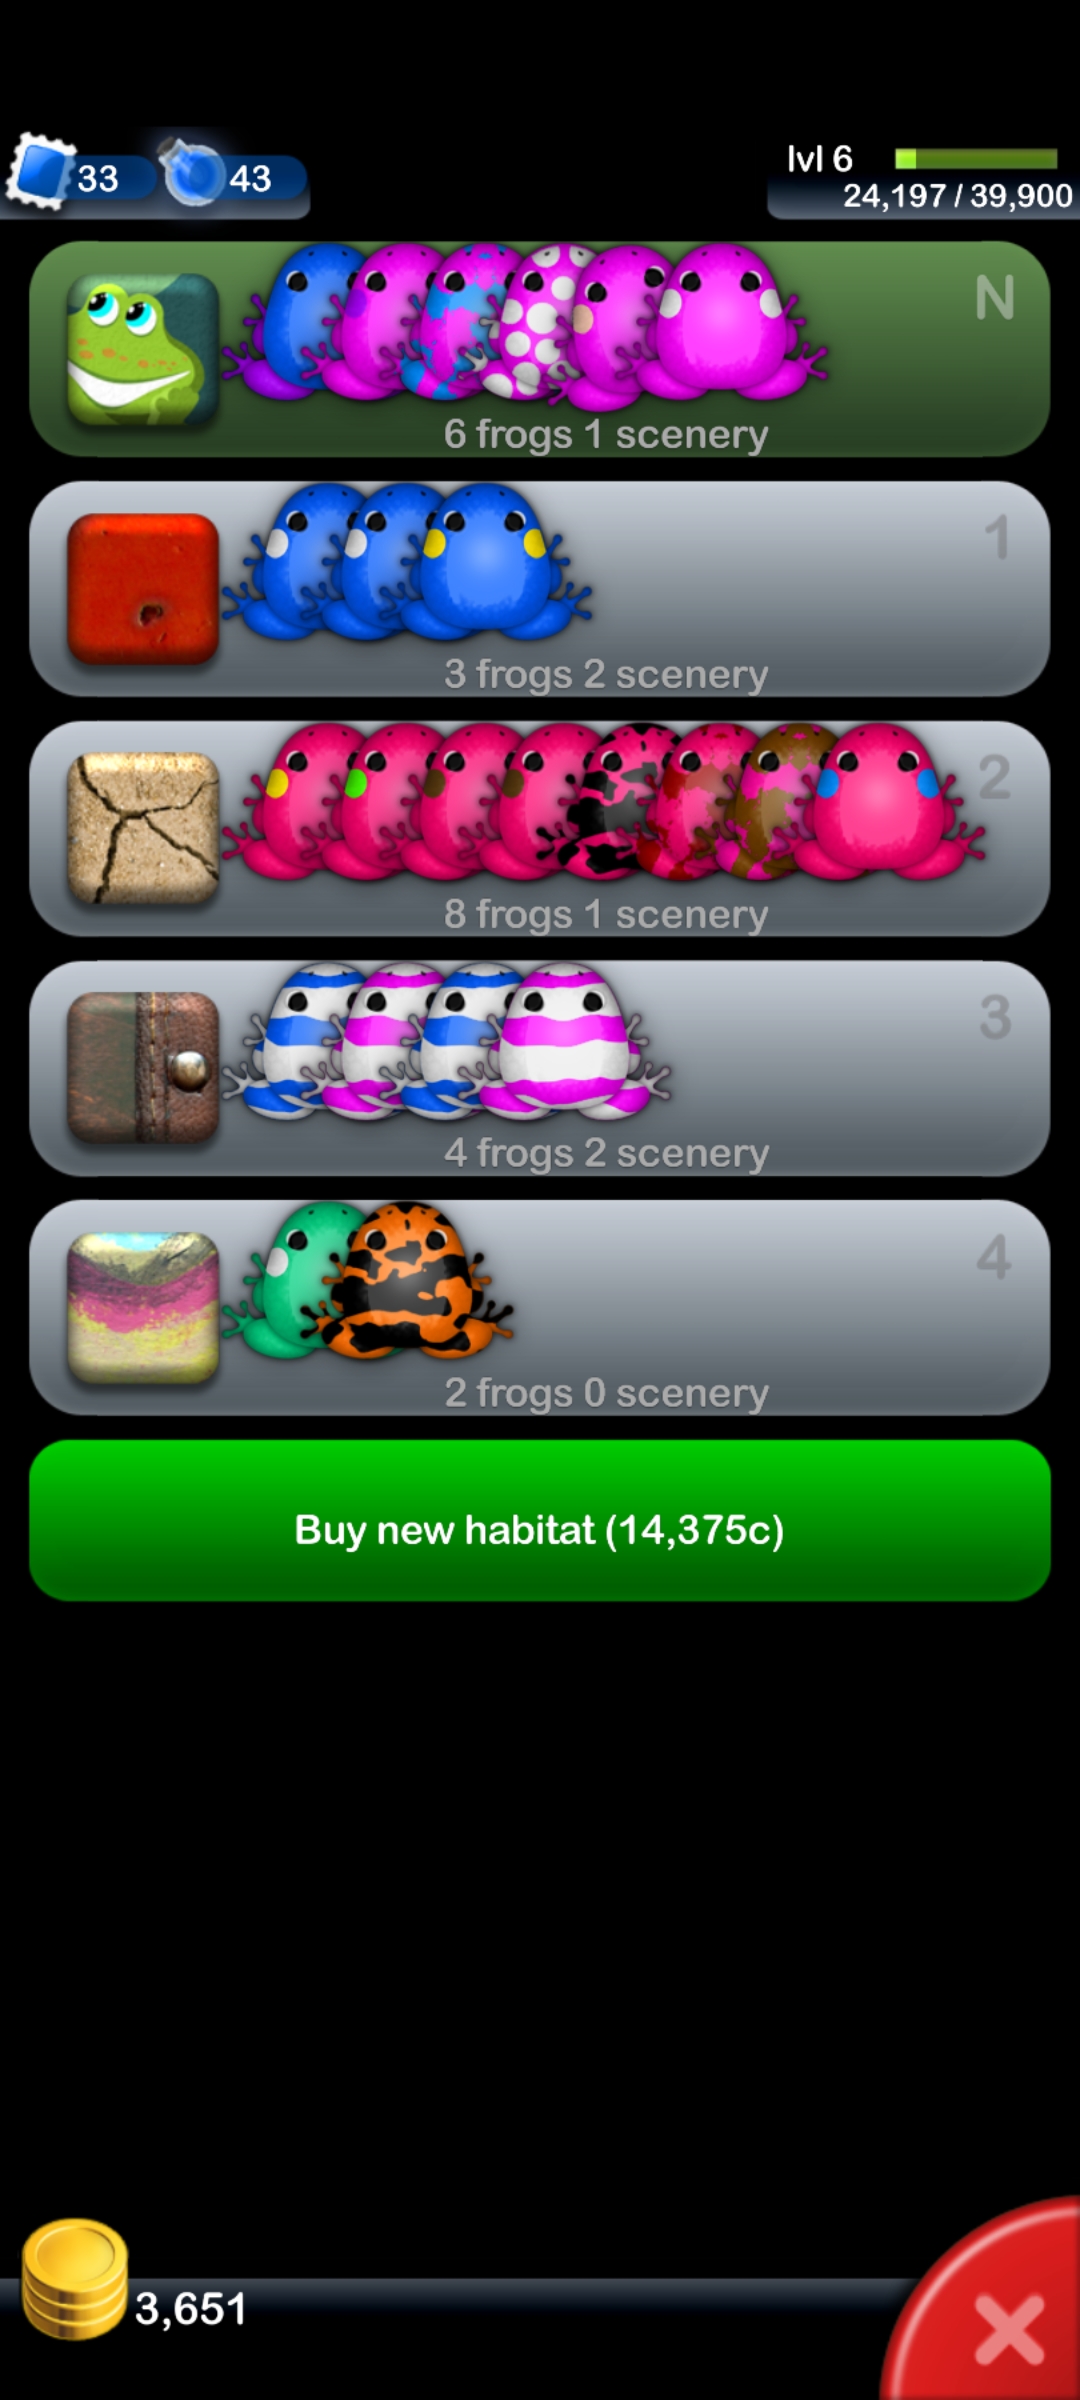 33
43
lvl 6
24,197 / 39,900
N
6 frogs 1 scenery
1
3 frogs 2 scenery
2
8 frogs 1 scenery
3
4 frogs 2 scenery
4
2 frogs 0 scenery
Buy new habitat (14,375c)
3,651